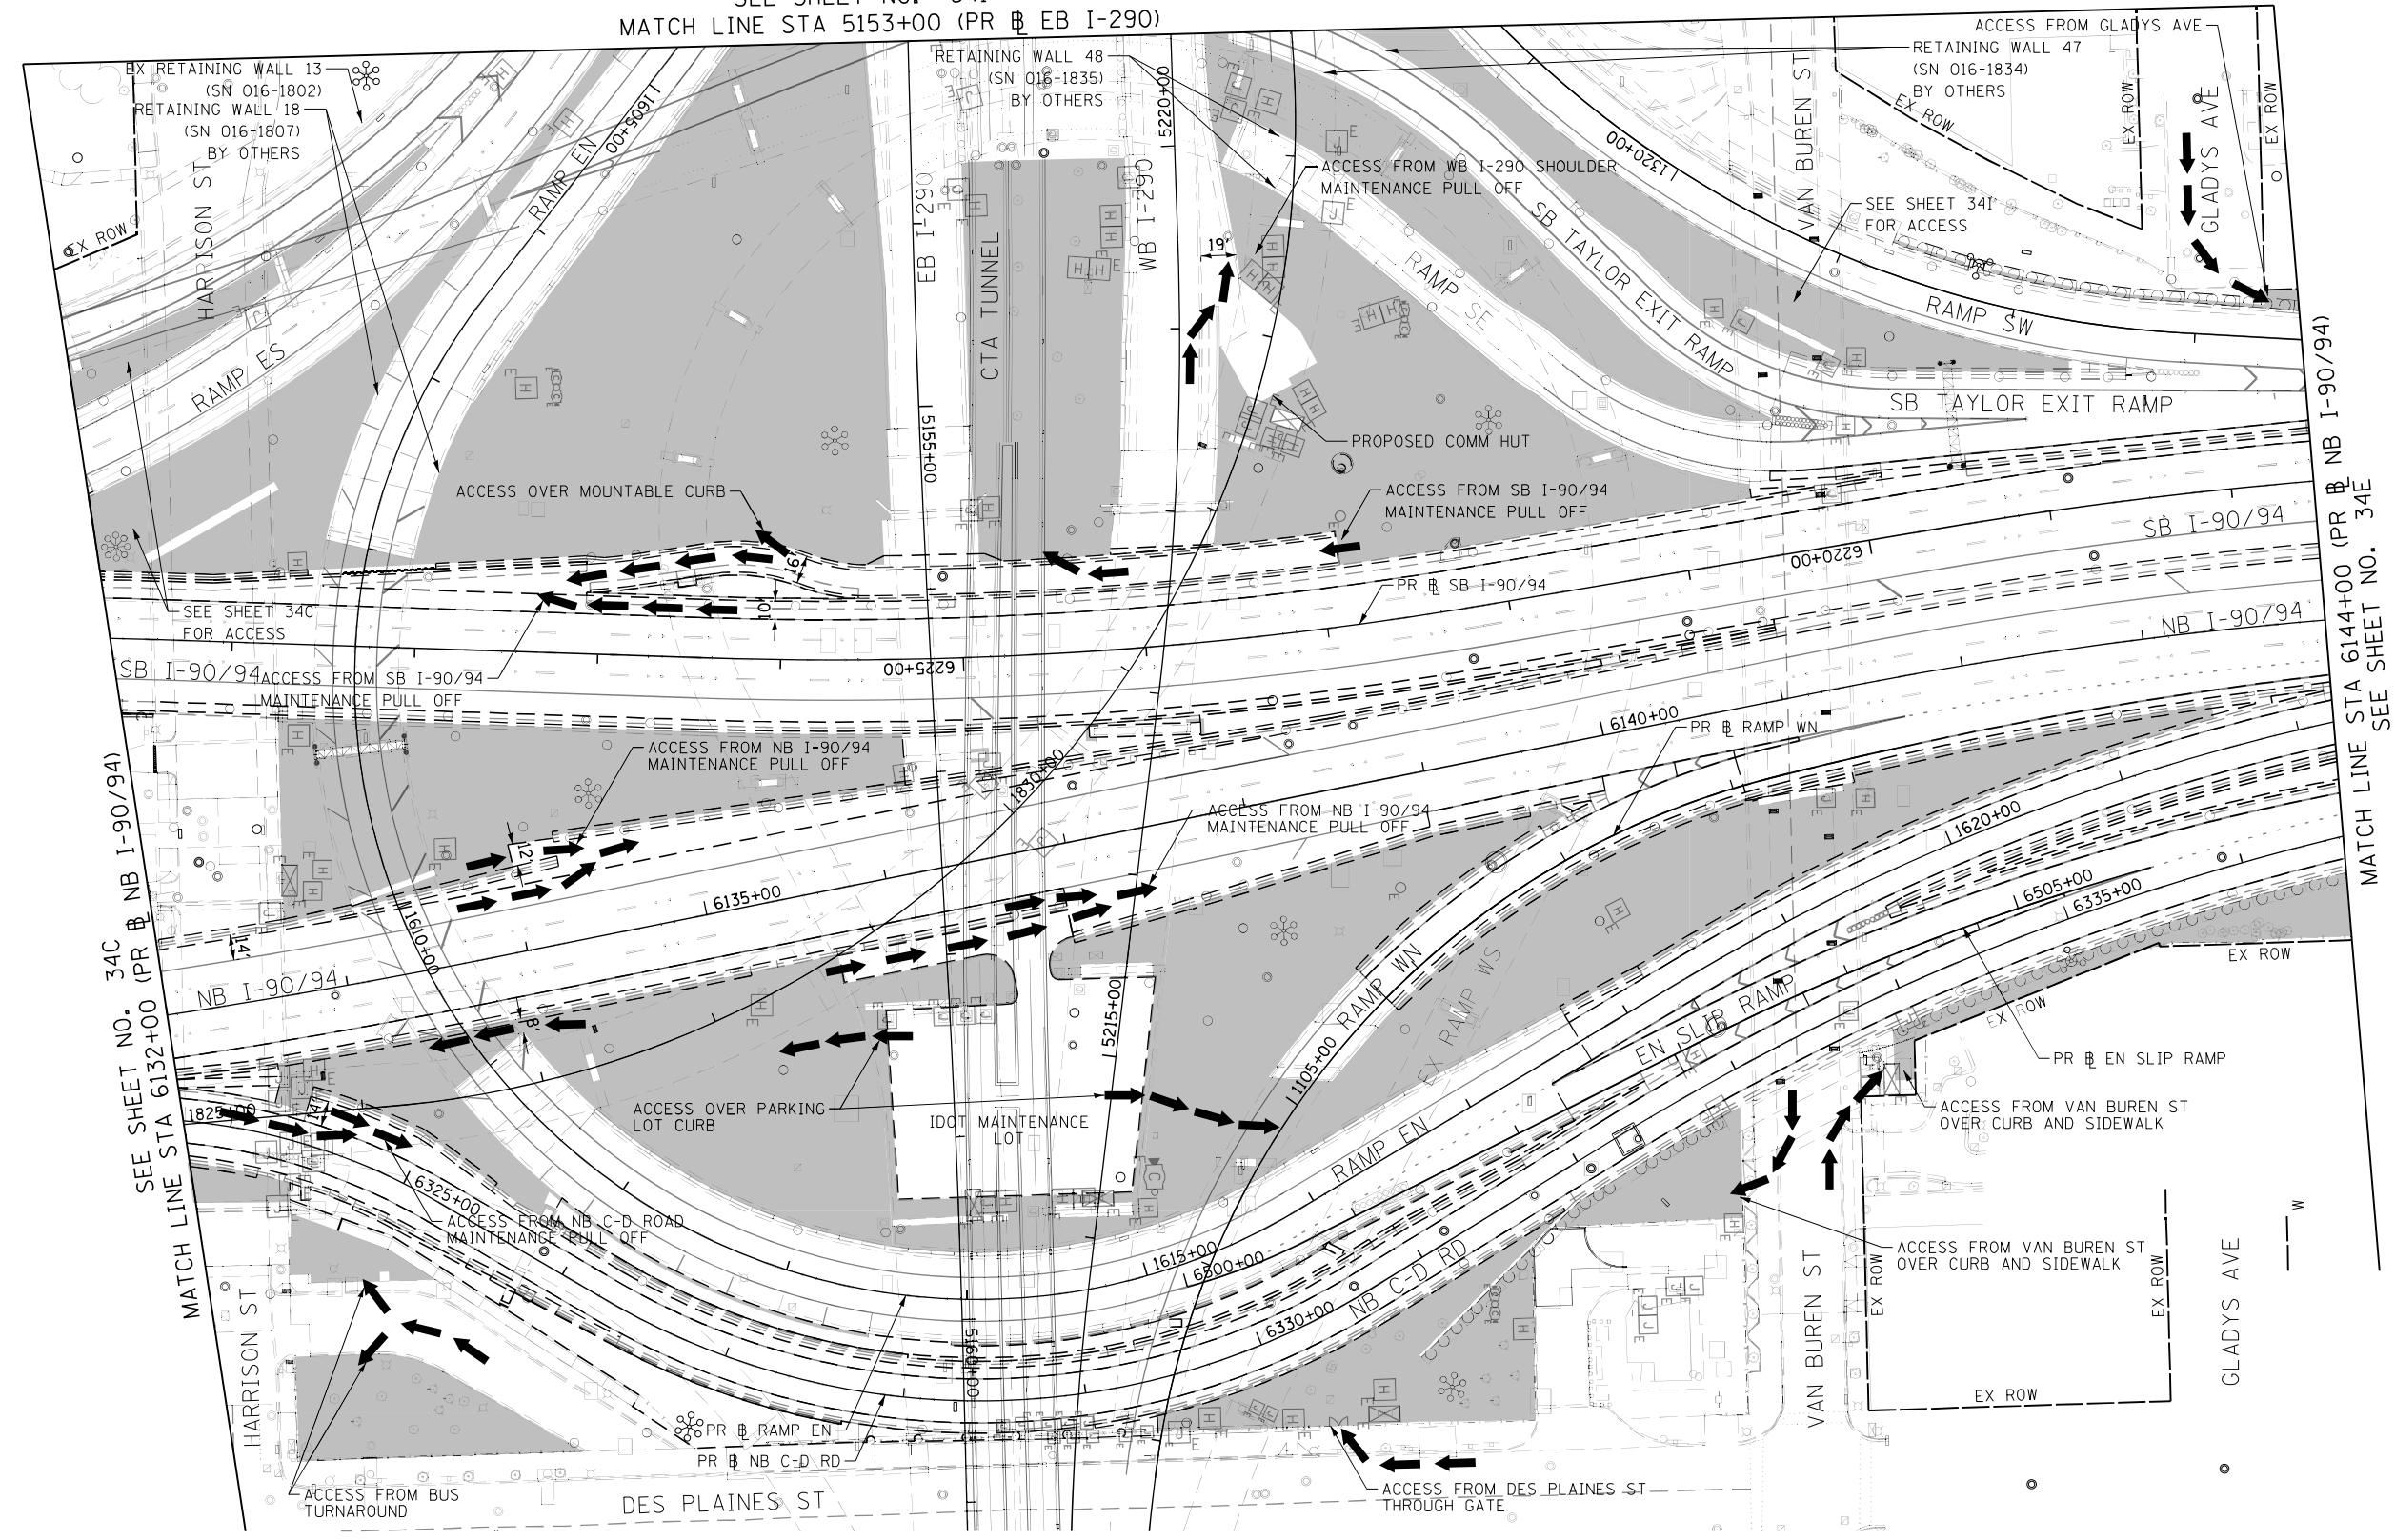 MATCH LINE STA 5153+00 (PR ℄ EB I-290)
EX RETAINING WALL 13
(SN 016-1802)
RETAINING WALL 18
(SN 016-1807)
BY OTHERS
RETAINING WALL 48
(SN 016-1835)
BY OTHERS
ACCESS FROM GLADYS AVE
RETAINING WALL 47
(SN 016-1834)
BY OTHERS
EX ROW
EX ROW
EX ROW
EX ROW
HARRISON ST
RAMP EN
1605+00
EB I-290
CTA TUNNEL
WB I-290
5220+00
19'
ACCESS FROM WB I-290 SHOULDER
MAINTENANCE PULL OFF
1320+00
VAN BUREN ST
GLADYS AVE
SEE SHEET 34I
FOR ACCESS
RAMP ES
RAMP SE
SB TAYLOR EXIT RAMP
RAMP SW
SB TAYLOR EXIT RAMP
5155+00
PROPOSED COMM HUT
ACCESS OVER MOUNTABLE CURB
16'
10'
ACCESS FROM SB I-90/94
MAINTENANCE PULL OFF
SB I-90/94
6220+00
PR ℄ SB I-90/94
NB I-90/94
SEE SHEET 34C
FOR ACCESS
SB I-90/94
ACCESS FROM SB I-90/94
MAINTENANCE PULL OFF
6225+00
6140+00
PR ℄ RAMP WN
ACCESS FROM NB I-90/94
MAINTENANCE PULL OFF
1830+00
ACCESS FROM NB I-90/94
MAINTENANCE PULL OFF
12'
6135+00
1610+00
14'
NB I-90/94
1620+00
6505+00
6335+00
EX ROW
EX ROW
RAMP WN
EX RAMP WS
EN SLIP RAMP
5215+00
1105+00
8'
PR ℄ EN SLIP RAMP
ACCESS OVER PARKING
LOT CURB
IDOT MAINTENANCE
LOT
1825+00
14'
RAMP EN
12'
ACCESS FROM VAN BUREN ST
OVER CURB AND SIDEWALK
6325+00
ACCESS FROM NB C-D ROAD
MAINTENANCE PULL OFF
1615+00
6500+00
6330+00
NB C-D RD
ACCESS FROM VAN BUREN ST
OVER CURB AND SIDEWALK
EX ROW
EX ROW
EX ROW
VAN BUREN ST
GLADYS AVE
W
HARRISON ST
5160+00
PR ℄ RAMP EN
PR ℄ NB C-D RD
ACCESS FROM BUS
TURNAROUND
DES PLAINES ST
ACCESS FROM DES PLAINES ST
THROUGH GATE
SEE SHEET NO. 34C
MATCH LINE STA 6132+00 (PR ℄ NB I-90/94)
MATCH LINE STA 6144+00 (PR ℄ NB I-90/94)
SEE SHEET NO. 34E